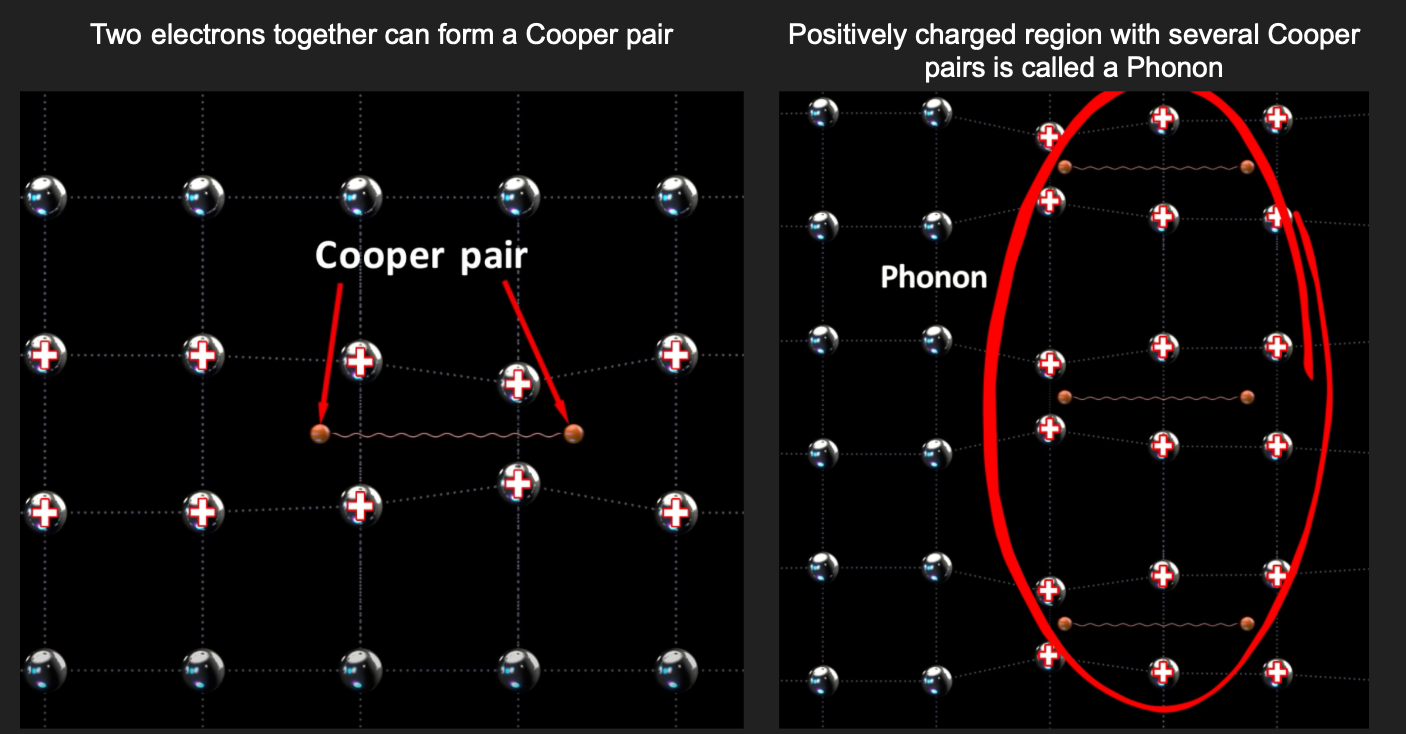 Two electrons together can form a Cooper pair
Positively charged region with several Cooper
pairs is called a Phonon
Cooper pair
Phonon